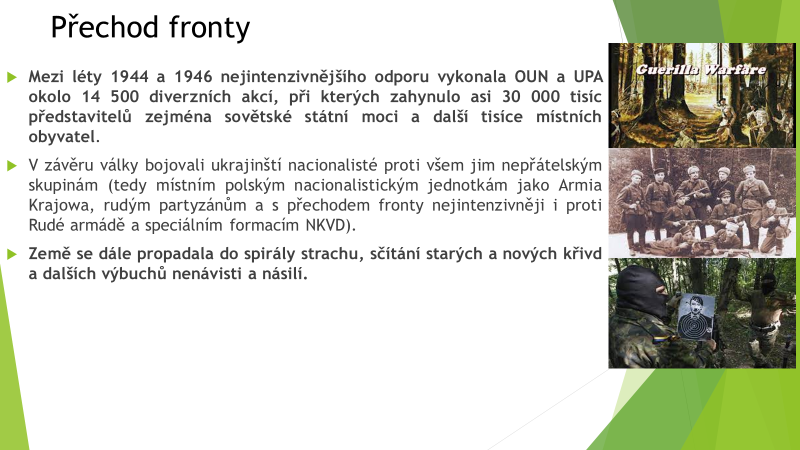 Přechod fronty
Mezi léty 1944 a 1946 nejintenzivnějšího odporu vykonala OUN a UPA
okolo 14 500 diverzních akcí, při kterých zahynulo asi 30 000 tisíc
představitelů zejména sovětské státní moci a další tisíce místních
obyvatel.
V závěru války bojovali ukrajinští nacionalisté proti všem jim nepřátelským
skupinám (tedy místním polským nacionalistickým jednotkám jako Armia
Krajowa, rudým partyzánům a s přechodem fronty nejintenzivněji i proti
Rudé armádě a speciálním formacím NKVD).
Země se dále propadala do spirály strachu, sčítání starých a nových křivd
a dalších výbuchů nenávisti a násilí.
Guerilla Warfare